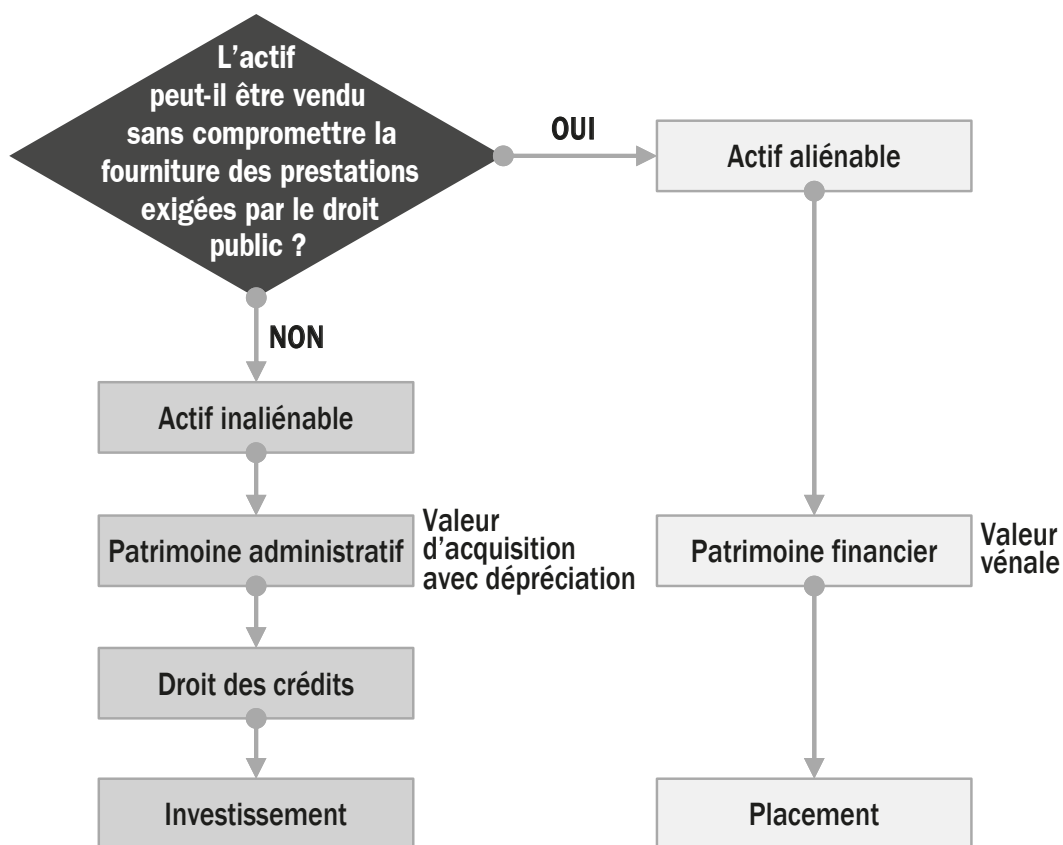 L’actif
peut-il être vendu
sans compromettre la
fourniture des prestations
exigées par le droit
public ?
OUI
Actif aliénable
NON
Actif inaliénable
Patrimoine administratif
Valeur
d’acquisition
avec dépréciation
Patrimoine financier
Valeur
vénale
Droit des crédits
Investissement
Placement